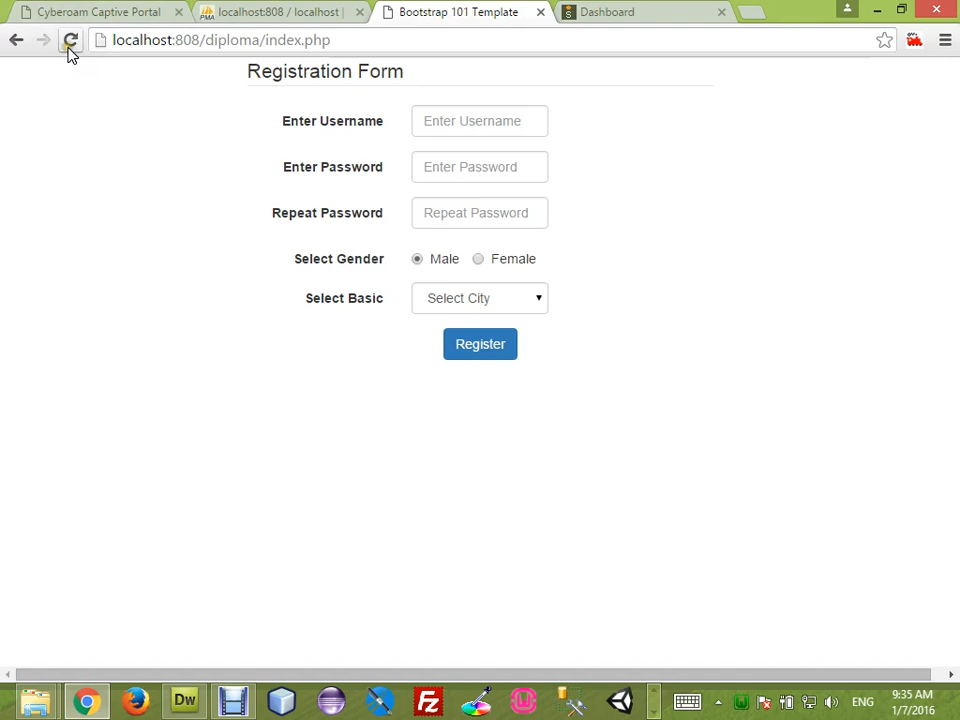 Cyberoam Captive Portal
localhost:808 / localhost |
Bootstrap 101 Template
Dashboard
localhost:808/diploma/index.php
Registration Form
Enter Username Enter Username
Enter Password Enter Password
Repeat Password Repeat Password
Select Gender Male Female
Select Basic Select City
Register
Dw
Fz
ENG
9:35 AM
1/7/2016